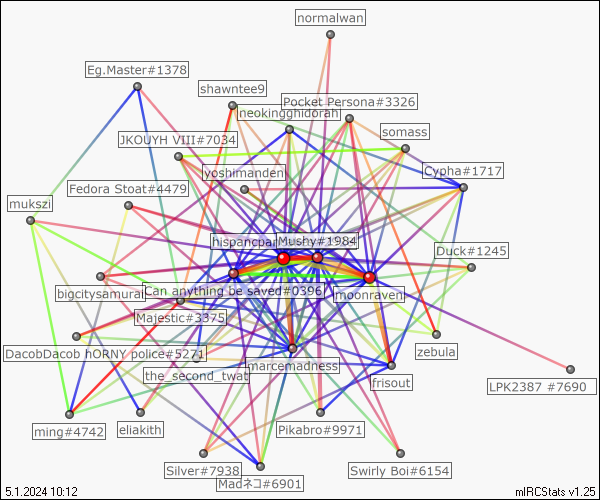 normalwan
Eg.Master#1378
shawntee9
Pocket Persona#3326
neokingghidorah
somass
JKOUYH VIII#7034
yoshimanden
Cypha#1717
Fedora Stoat#4479
mukszi
hispancpar
Mushy#1984
Duck#1245
bigcitysamurai
Can anything be saved#0396
moonraven
Majestic#3375
DacobDacob hORNY police#5271
marcemadness
zebula
the_second_twat
frisout
LPK2387 #7690
ming#4742
eliakith
Pikabro#9971
Silver#7938
Swirly Boi#6154
Madネコ#6901
5.1.2024 10:12
mIRCStats v1.25